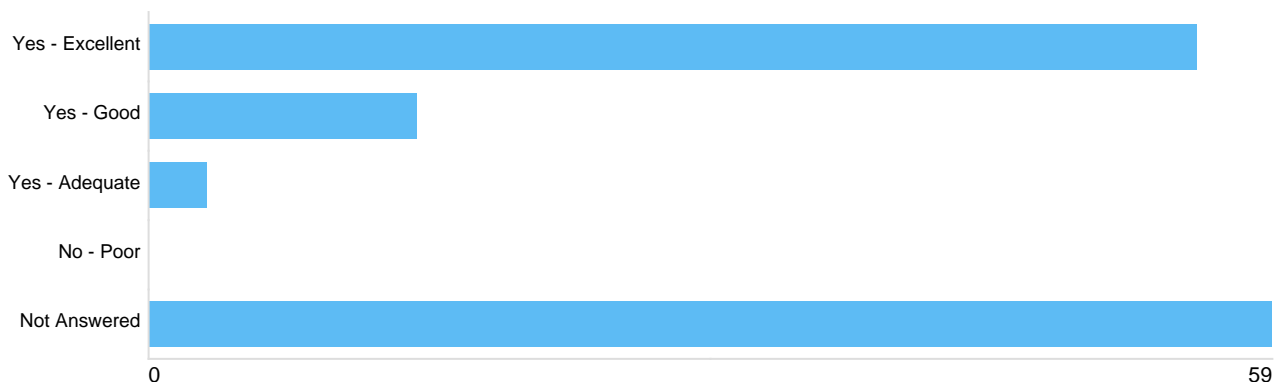 Yes - Excellent
Yes - Good
Yes - Adequate
No - Poor
Not Answered
0 59